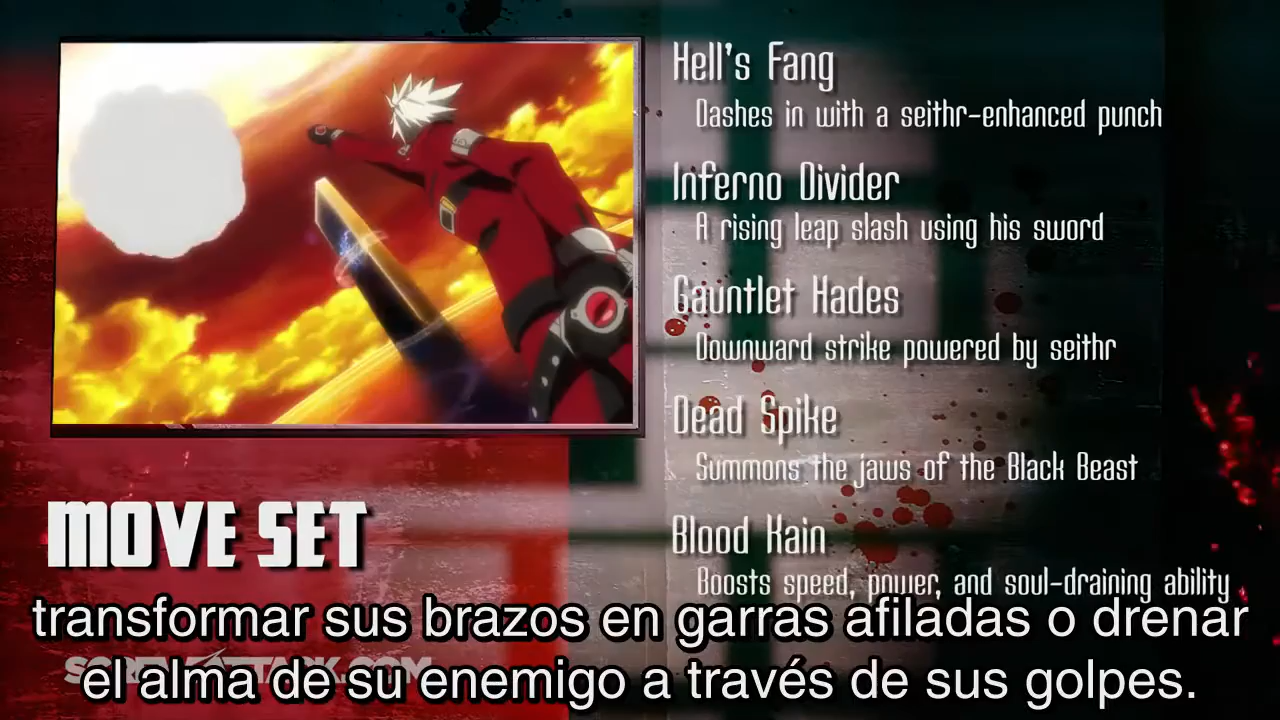 Hell's Fang
Dashes in with a seithr-enhanced punch
Inferno Divider
A rising leap slash using his sword
Gauntlet Hades
Downward strike powered by seithr
Dead Spike
Summons the jaws of the Black Beast
Blood Kain
Boosts speed, power, and soul-draining ability
MOVE SET
transformar sus brazos en garras afiladas o drenar
SCREWATTACK.COM
el alma de su enemigo a través de sus golpes.